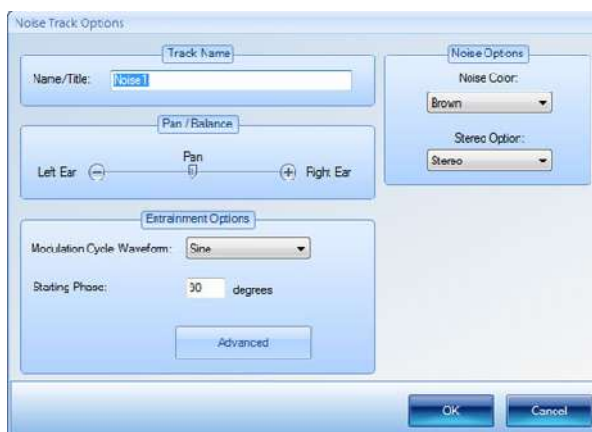 Noise Track Options
Track Name
Name/Title: Noise1
Pan / Balance
Pan
Left Ear Right Ear
Entrainment Options
Modulation Cycle Waveform: Sine
Starting Phase: degrees
Advanced
Noise Options
Noise Color:
Brown
Stereo Option:
Stereo
OK Cancel